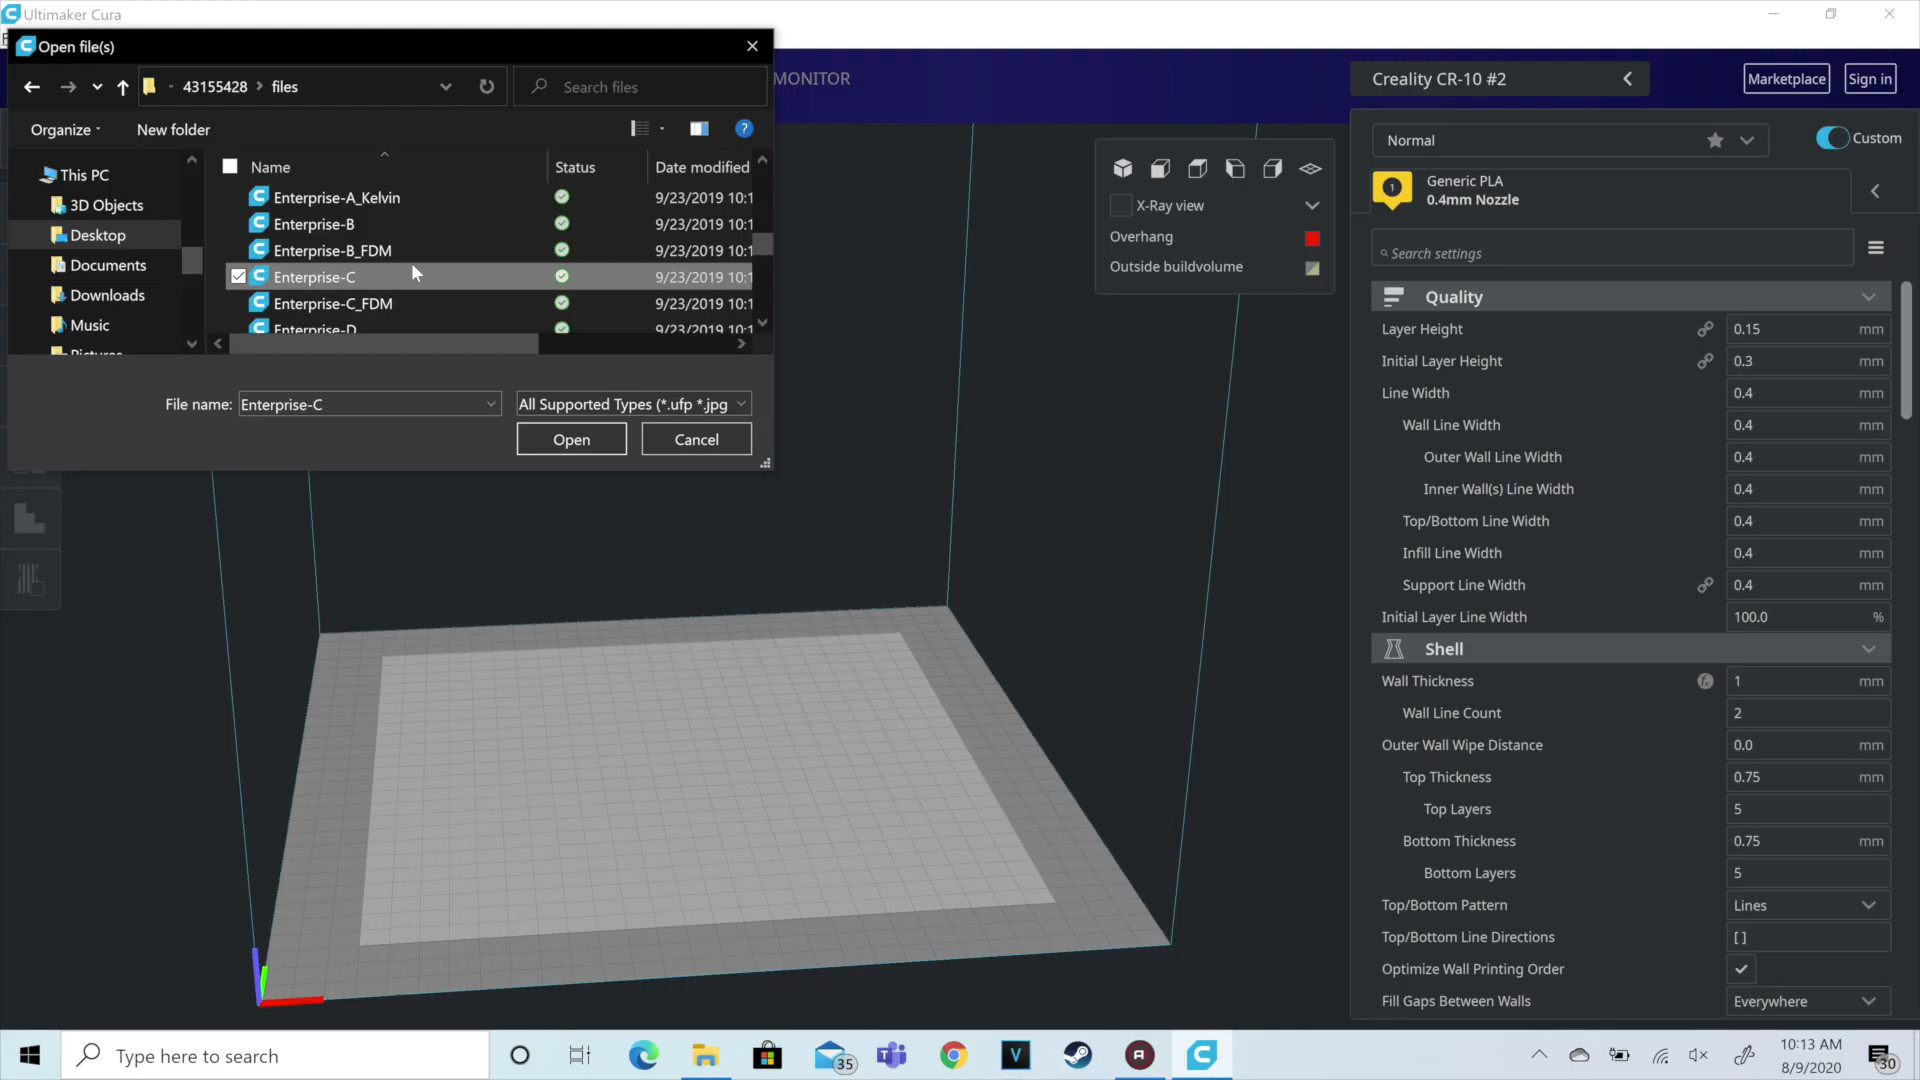 Ultimaker Cura
Open file(s)
43155428 > files
Search files
Organize
New folder
Name
Status
Date modified
This PC
3D Objects
Desktop
Documents
Downloads
Music
Pictures
Enterprise-A_Kelvin
9/23/2019 10:1
Enterprise-B
9/23/2019 10:1
Enterprise-B_FDM
9/23/2019 10:1
Enterprise-C
9/23/2019 10:1
Enterprise-C_FDM
9/23/2019 10:1
Enterprise-D
9/23/2019 10:1
File name:
Enterprise-C
All Supported Types (*.ufp *.jpg
Open
Cancel
MONITOR
Creality CR-10 #2
Marketplace
Sign in
X-Ray view
Overhang
Outside buildvolume
Normal
Custom
1
Generic PLA
0.4mm Nozzle
Search settings
Quality
Layer Height 0.15 mm
Initial Layer Height 0.3 mm
Line Width 0.4 mm
Wall Line Width 0.4 mm
Outer Wall Line Width 0.4 mm
Inner Wall(s) Line Width 0.4 mm
Top/Bottom Line Width 0.4 mm
Infill Line Width 0.4 mm
Support Line Width 0.4 mm
Initial Layer Line Width 100.0 %
Shell
Wall Thickness 1 mm
Wall Line Count 2
Outer Wall Wipe Distance 0.0 mm
Top Thickness 0.75 mm
Top Layers 5
Bottom Thickness 0.75 mm
Bottom Layers 5
Top/Bottom Pattern Lines
Top/Bottom Line Directions [ ]
Optimize Wall Printing Order
Fill Gaps Between Walls Everywhere
Type here to search
35
10:13 AM
8/9/2020
30